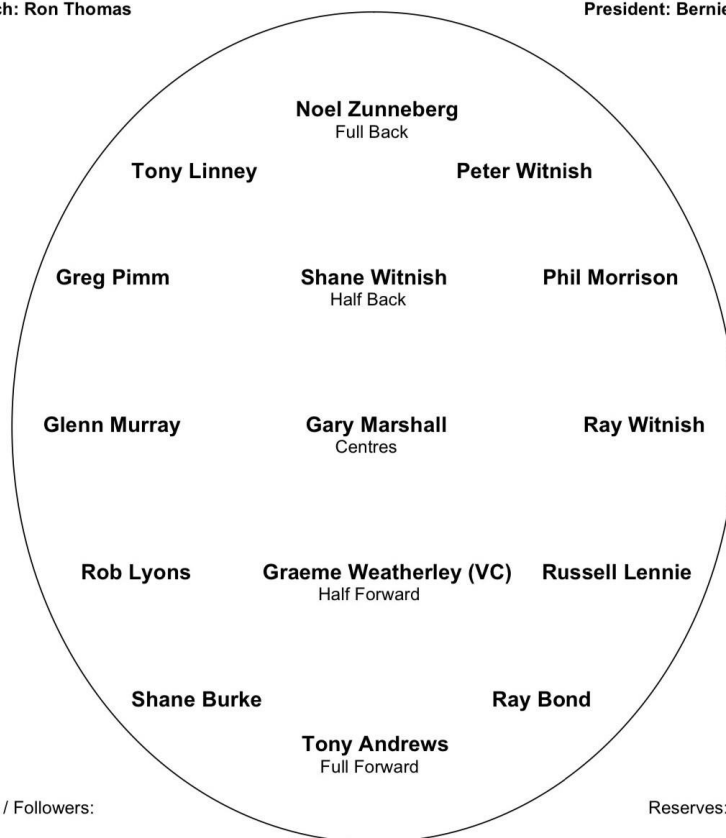 ch: Ron Thomas President: Bernie
Noel Zunneberg
Full Back
Tony Linney Peter Witnish
Greg Pimm Shane Witnish Phil Morrison
Half Back
Glenn Murray Gary Marshall Ray Witnish
Centres
Rob Lyons Graeme Weatherley (VC) Russell Lennie
Half Forward
Shane Burke Ray Bond
Tony Andrews
Full Forward
/ Followers: Reserves: